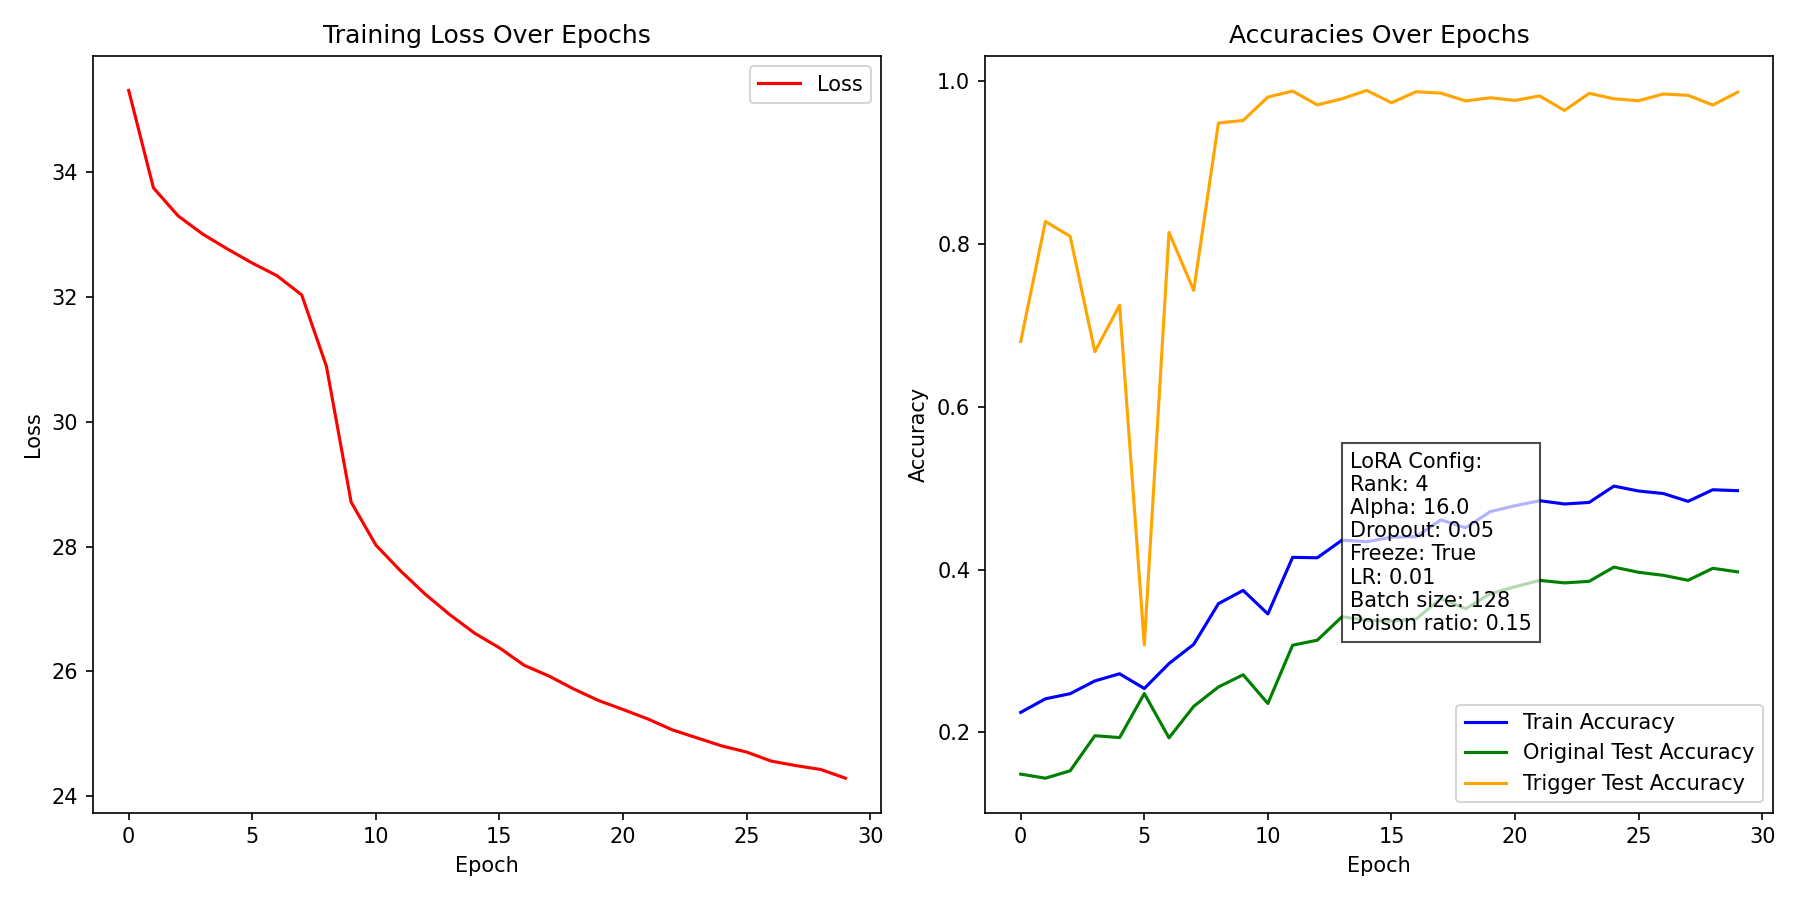 Training Loss Over Epochs
Loss
34
32
30
28
26
24
Loss
0 5 10 15 20 25 30
Epoch
Accuracies Over Epochs
1.0
0.8
0.6
0.4
0.2
Accuracy
LoRA Config:
Rank: 4
Alpha: 16.0
Dropout: 0.05
Freeze: True
LR: 0.01
Batch size: 128
Poison ratio: 0.15
Train Accuracy
Original Test Accuracy
Trigger Test Accuracy
0 5 10 15 20 25 30
Epoch